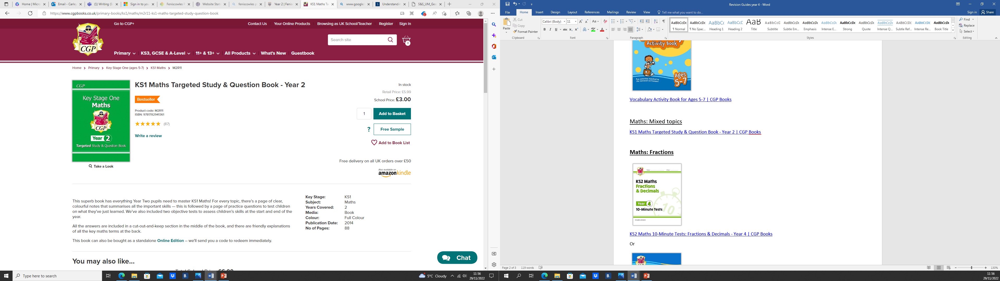 Home | Micro
Email - Carley
(1) Writing (E
Sign in to you
Feniscowles P
Website Stati
feniscowles p
Year 2 | Fenis
KS1 Maths Ta
www.google.
Understandin
S&S_UM_Geo
https://www.cgpbooks.co.uk/primary-books/ks1/maths/m2r11-ks1-maths-targeted-study-question-book
Go to CGP+
Contact Us
Your Online Products
Browsing as UK School/Teacher
Register
Sign In
CGP
Search site
0
Primary
KS3, GCSE & A-Level
11+ & 13+
All Products
What's New
Guestbook
Home > Primary > Key Stage One (ages 5-7) > KS1 Maths > M2R11
CGP
Key Stage One
Maths
CGP
Year 2
Targeted Study & Question Book
Take a Look
KS1 Maths Targeted Study & Question Book - Year 2
Bestseller
Product code: M2R11
ISBN: 9781782941361
(87)
Write a review
In stock
Retail Price: £5.99
School Price: £3.00
1
Add to Basket
?
Free Sample
Add to Book List
Free delivery on all UK orders over £50
Also available on
amazonkindle
This superb book has everything Year Two pupils need to master KS1 Maths! For every topic, there's a page of clear,
colourful notes that summarises all the important skills — this is followed by a page of practice questions to test children
on what they've just learned. We've also included two objective tests to assess children's skills at the start and end of the
year.
All the answers are included in a cut-out-and-keep section in the middle of the book, and there are friendly explanations
of all the key maths terms at the back.
This book can also be bought as a standalone Online Edition – we'll send you a code to redeem immediately.
Key Stage: KS1
Subject: Maths
Years Covered: 2
Media: Book
Colour: Full Colour
Publication Date: 2014
No of Pages: 88
You may also like...
Total School Price £6.00
Chat
Type here to search
5°C Cloudy
11:56
29/11/2022
Revision Guides year 4 - Word
Sign in
Share
File
Home
Insert
Design
Layout
References
Mailings
Review
View
Tell me what you want to do...
Paste
Cut
Copy
Format Painter
Clipboard
Calibri (Body)
11
Font
Paragraph
AaBbCcDc
¶ Normal
AaBbCcDc
¶ No Spac...
AaBbCc
Heading 1
AaBbCcD
Heading 2
AaB
Title
AaBbCcD
Subtitle
AaBbCcDc
Subtle Em...
AaBbCcDc
Emphasis
AaBbCcDc
Intense E...
AaBbCcDc
Strong
AaBbCcDc
Quote
AaBbCcDc
Intense Q...
AaBbCcDc
Subtle Ref...
AaBbCcDc
Intense Re...
AaBbCcDc
Book Title
Styles
Find
Replace
Select
Editing
Activity Book
Ages
5-7
Fun activities matched to
the national curriculum!
Vocabulary Activity Book for Ages 5-7 | CGP Books
Maths: Mixed topics
KS1 Maths Targeted Study & Question Book - Year 2 | CGP Books
Maths: Fractions
KS2 Maths
Fractions
& Decimals
Year 4
10-Minute Tests
10
Includes answers
KS2 Maths 10-Minute Tests: Fractions & Decimals - Year 4 | CGP Books
Or
Page 2 of 3
119 words
130%
11:56
29/11/2022